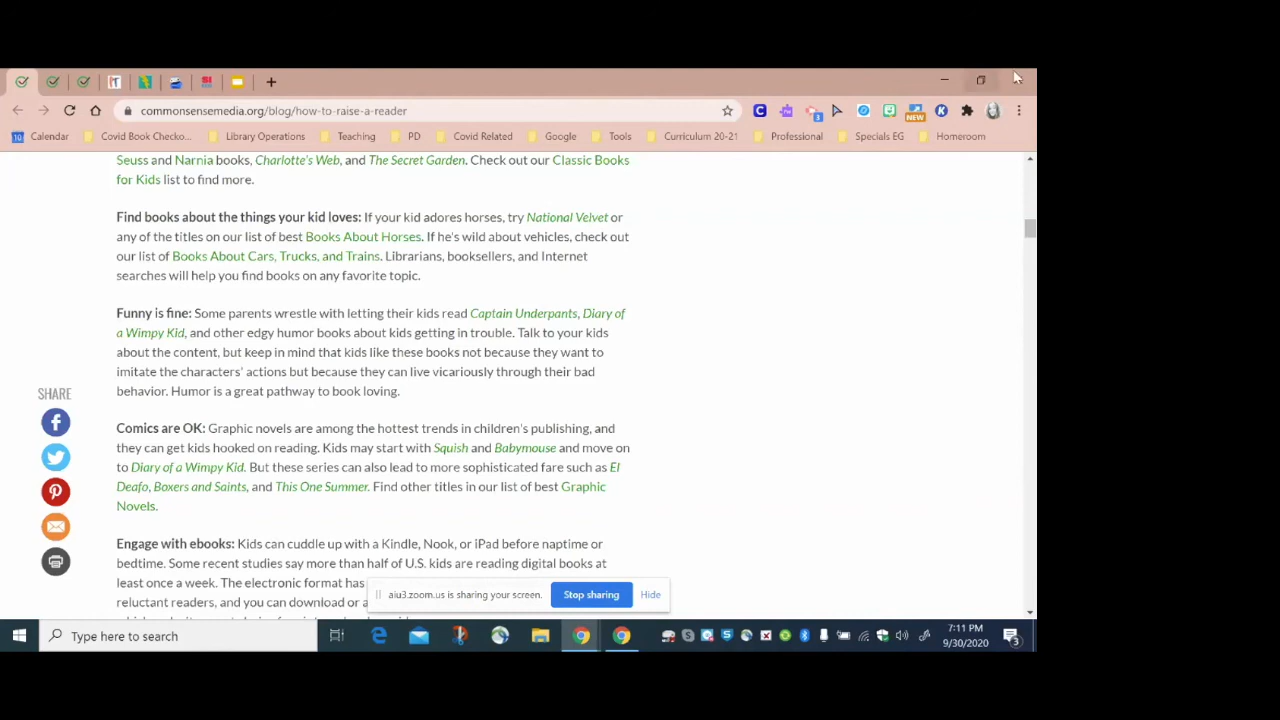 commonsensemedia.org/blog/how-to-raise-a-reader
3
NEW
K
10 Calendar Covid Book Checko... Library Operations Teaching PD Covid Related Google Tools Curriculum 20-21 Professional Specials EG Homeroom
Seuss and Narnia books, Charlotte's Web, and The Secret Garden. Check out our Classic Books
for Kids list to find more.
Find books about the things your kid loves: If your kid adores horses, try National Velvet or
any of the titles on our list of best Books About Horses. If he's wild about vehicles, check out
our list of Books About Cars, Trucks, and Trains. Librarians, booksellers, and Internet
searches will help you find books on any favorite topic.
Funny is fine: Some parents wrestle with letting their kids read Captain Underpants, Diary of
a Wimpy Kid, and other edgy humor books about kids getting in trouble. Talk to your kids
about the content, but keep in mind that kids like these books not because they want to
imitate the characters' actions but because they can live vicariously through their bad
behavior. Humor is a great pathway to book loving.
SHARE
Comics are OK: Graphic novels are among the hottest trends in children's publishing, and
they can get kids hooked on reading. Kids may start with Squish and Babymouse and move on
to Diary of a Wimpy Kid. But these series can also lead to more sophisticated fare such as El
Deafo, Boxers and Saints, and This One Summer. Find other titles in our list of best Graphic
Novels.
Engage with ebooks: Kids can cuddle up with a Kindle, Nook, or iPad before naptime or
bedtime. Some recent studies say more than half of U.S. kids are reading digital books at
least once a week. The electronic format has
reluctant readers, and you can download or a
aiu3.zoom.us is sharing your screen. Stop sharing Hide
Type here to search
7:11 PM
9/30/2020
3